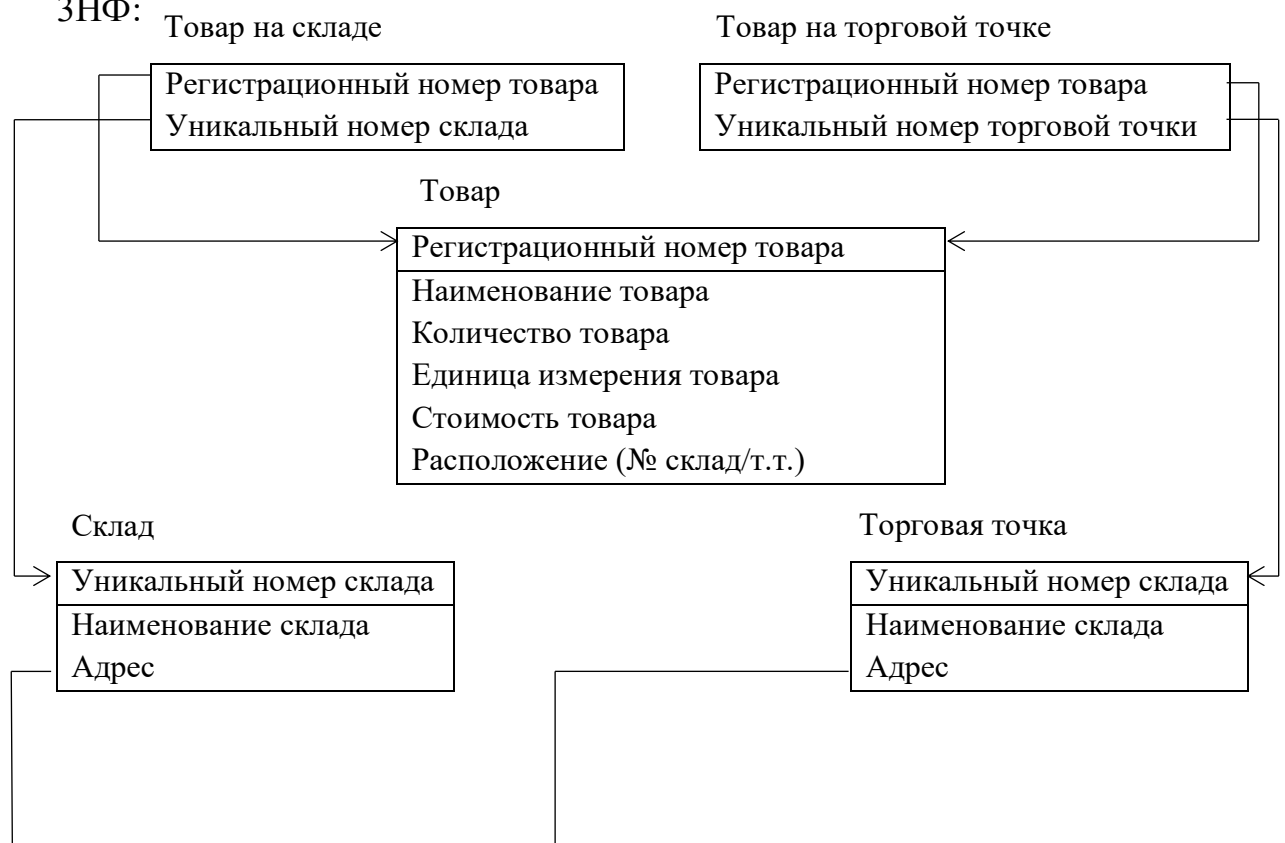 3НФ:
Товар на складе
Регистрационный номер товара
Уникальный номер склада
Товар на торговой точке
Регистрационный номер товара
Уникальный номер торговой точки
Товар
Регистрационный номер товара
Наименование товара
Количество товара
Единица измерения товара
Стоимость товара
Расположение (№ склад/т.т.)
Склад
Уникальный номер склада
Наименование склада
Адрес
Торговая точка
Уникальный номер склада
Наименование склада
Адрес